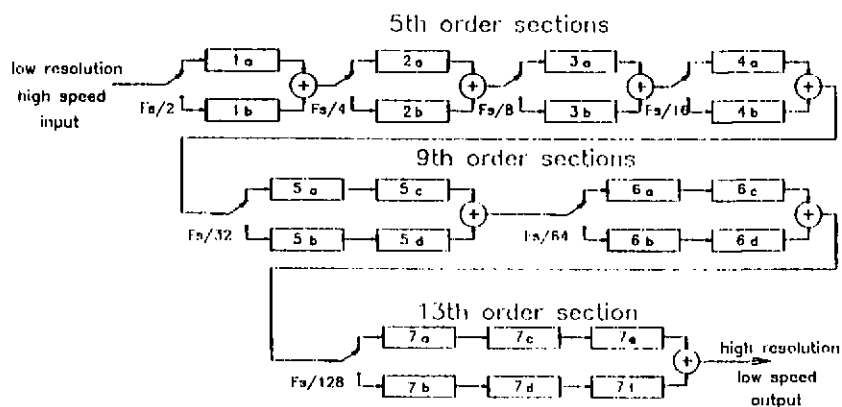 5th order sections
low resolution
high speed
input
1a
2a
3a
4a
Fs/2
1b
Fs/4
2b
Fs/8
3b
Fs/16
4b
9th order sections
5a
5c
6a
6c
Fs/32
5b
5d
Fs/64
6b
6d
13th order section
7a
7c
7e
high resolution
low speed
output
Fs/128
7b
7d
7f